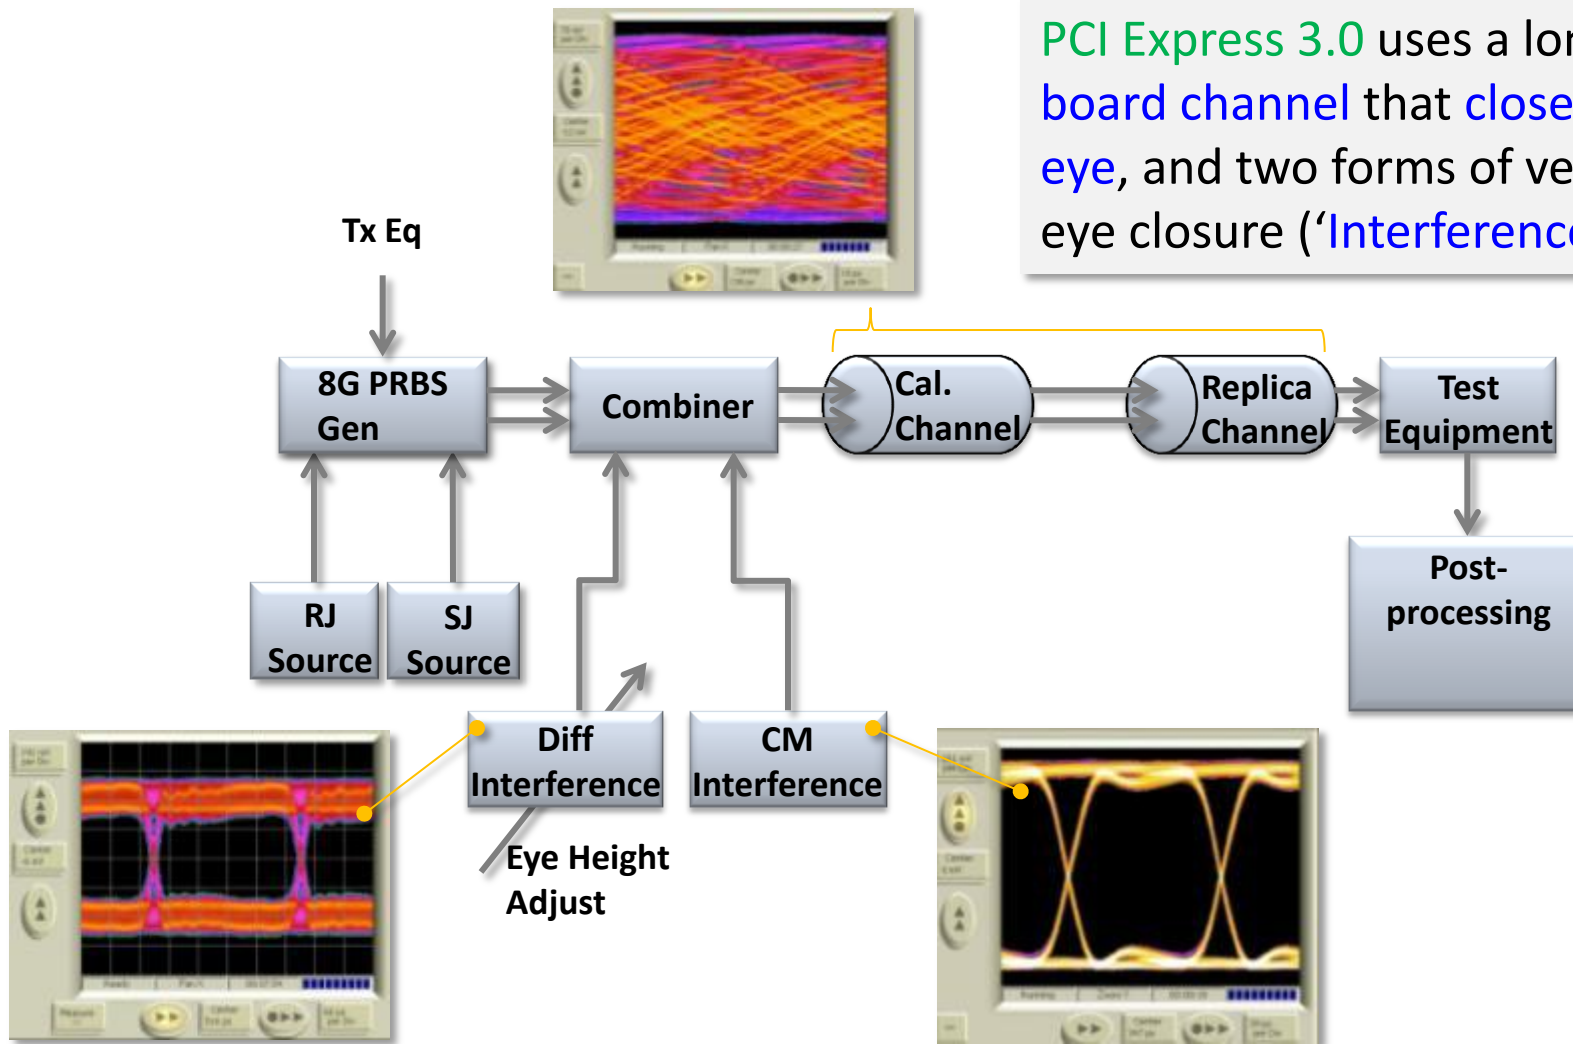 PCI Express 3.0 uses a lon
board channel that close
eye, and two forms of ve
eye closure (‘Interference
Tx Eq
8G PRBS
Gen
Combiner
Cal.
Channel
Replica
Channel
Test
Equipment
Post-
processing
RJ
Source
SJ
Source
Diff
Interference
CM
Interference
Eye Height
Adjust